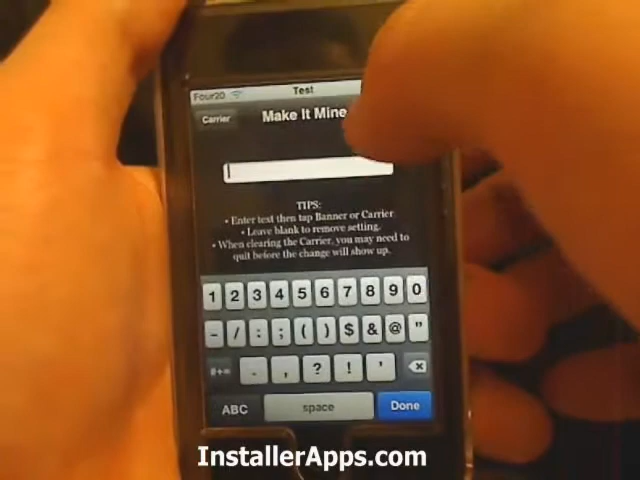 Four20 Test
Carrier Make It Mine
TIPS:
• Enter text then tap Banner or Carrier
• Leave blank to remove setting.
• When clearing the Carrier, you may need to
quit before the change will show up.
1 2 3 4 5 6 7 8 9 0
- / : ; ( ) $ & @ "
#+= . , ? ! '
ABC space Done
InstallerApps.com